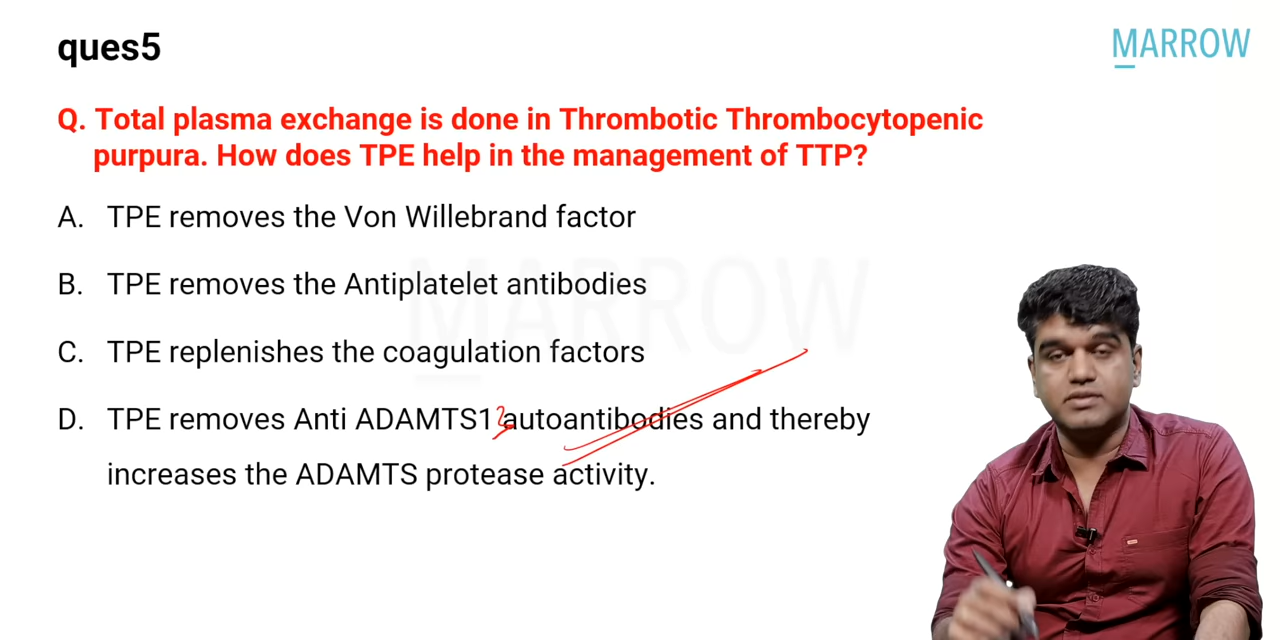 ques5
MARROW
Q. Total plasma exchange is done in Thrombotic Thrombocytopenic
purpura. How does TPE help in the management of TTP?
A. TPE removes the Von Willebrand factor
B. TPE removes the Antiplatelet antibodies
MARROW
C. TPE replenishes the coagulation factors
D. TPE removes Anti ADAMTS13 autoantibodies and thereby
increases the ADAMTS protease activity.